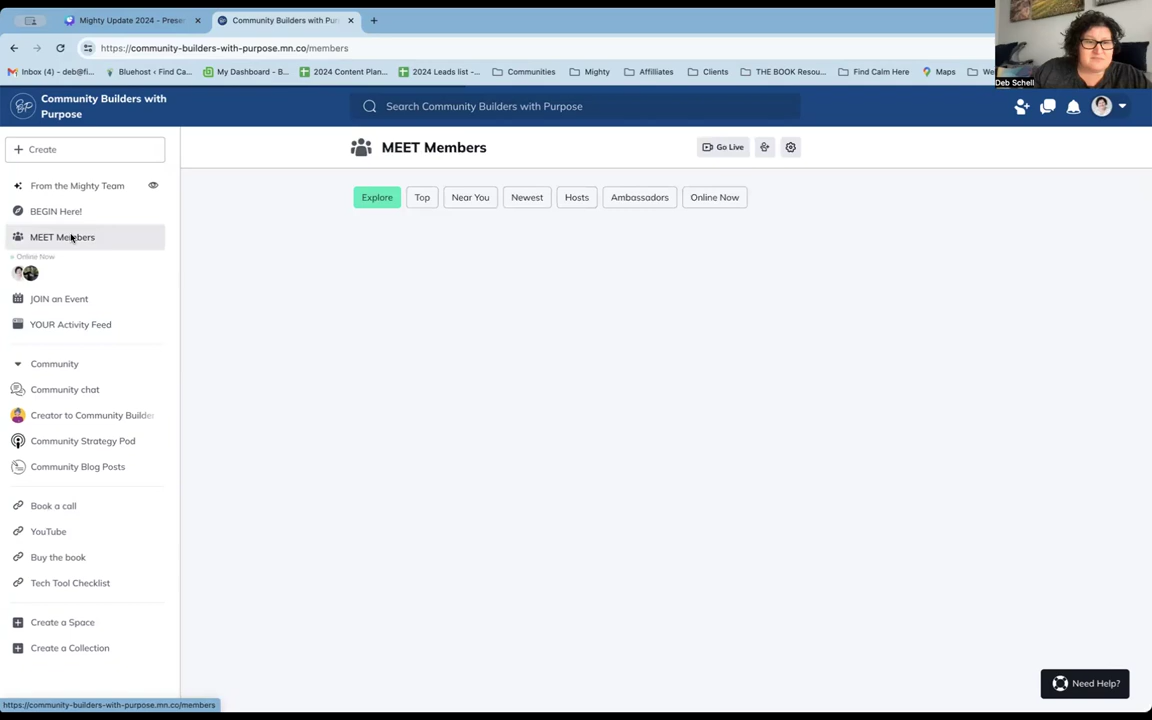 Mighty Update 2024 - Prese
Community Builders with Pur
https://community-builders-with-purpose.mn.co/members
Inbox (4) - deb@fi...
Bluehost ‹ Find Ca...
My Dashboard - B...
2024 Content Plan...
2024 Leads list -...
Communities
Mighty
Affilliates
Clients
THE BOOK Resou...
Find Calm Here
Maps
We
Deb Schell
Community Builders with
Purpose
Search Community Builders with Purpose
Create
From the Mighty Team
BEGIN Here!
MEET Members
Online Now
JOIN an Event
YOUR Activity Feed
Community
Community chat
Creator to Community Builder
Community Strategy Pod
Community Blog Posts
Book a call
YouTube
Buy the book
Tech Tool Checklist
Create a Space
Create a Collection
MEET Members
Go Live
Explore
Top
Near You
Newest
Hosts
Ambassadors
Online Now
Need Help?
https://community-builders-with-purpose.mn.co/members